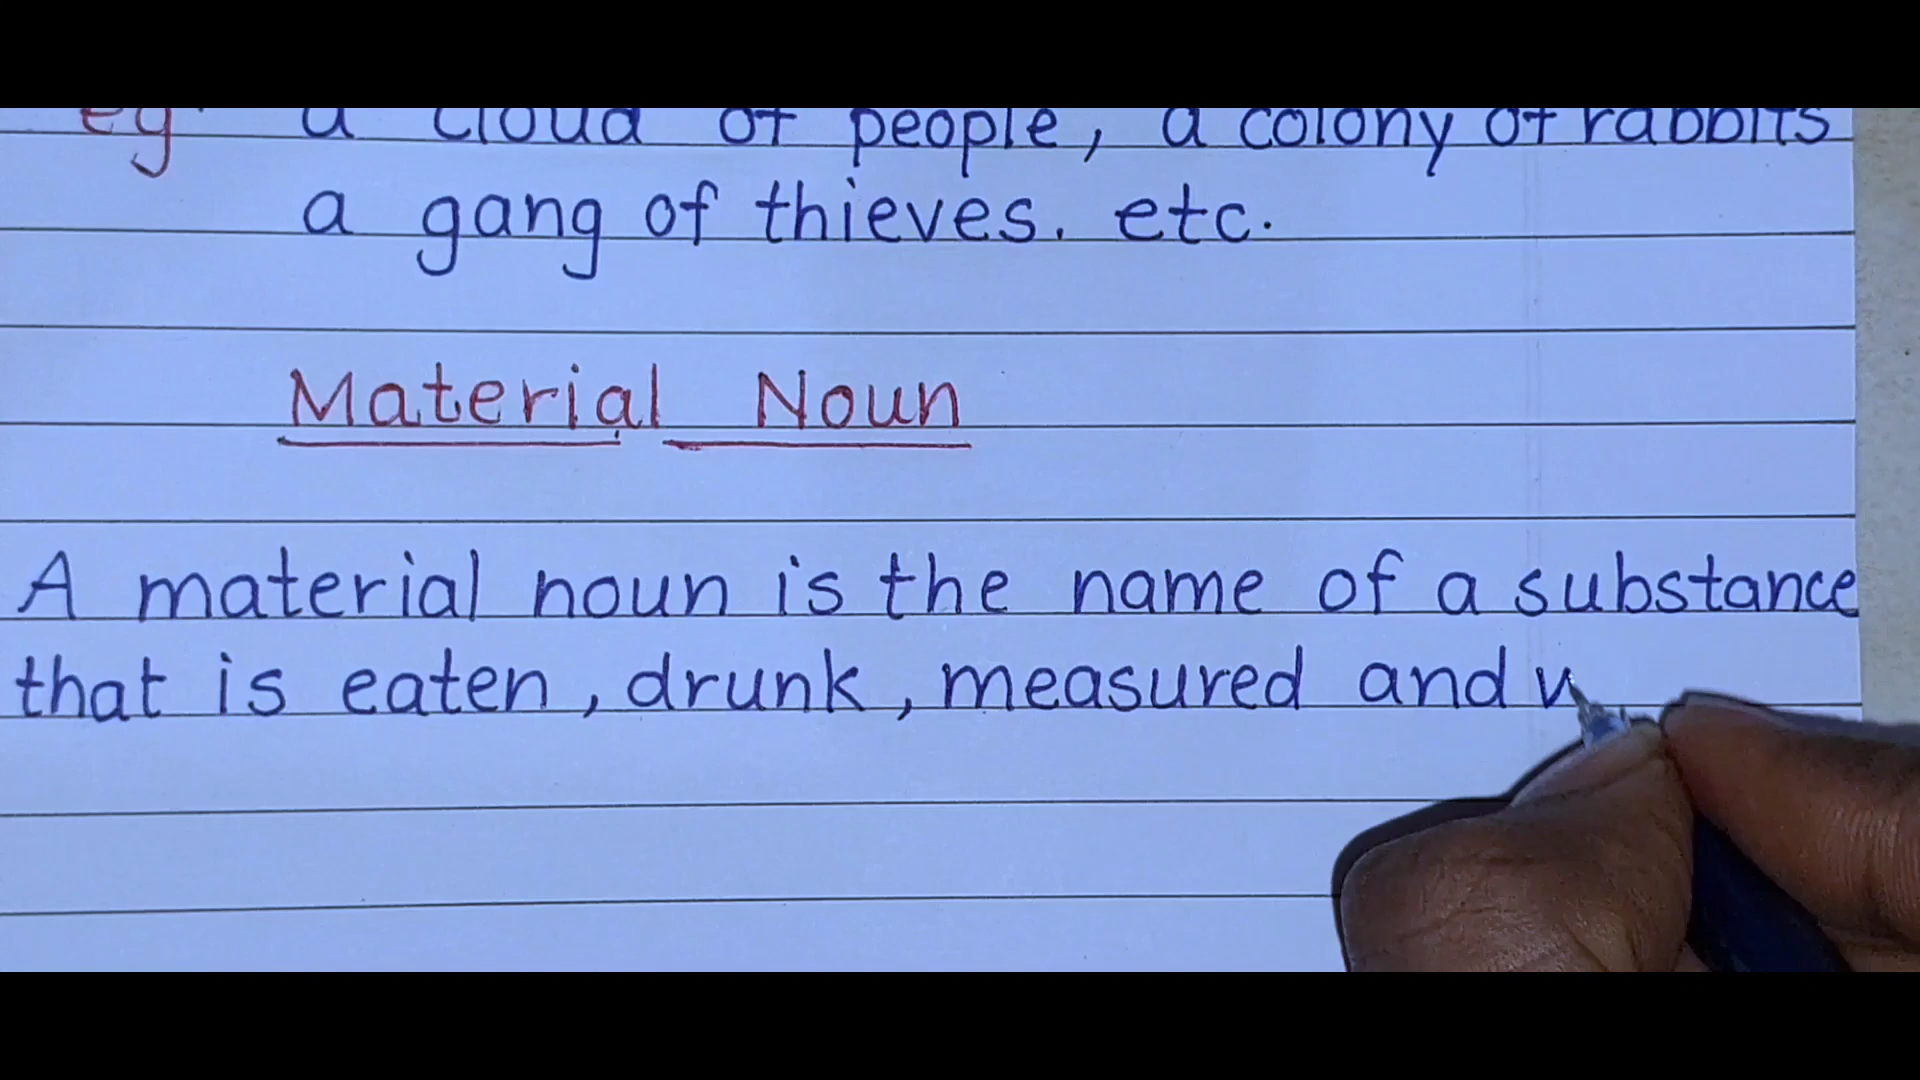 eg. a cloud of people, a colony of rabbits
a gang of thieves. etc.
Material Noun
A material noun is the name of a substance
that is eaten, drunk, measured and